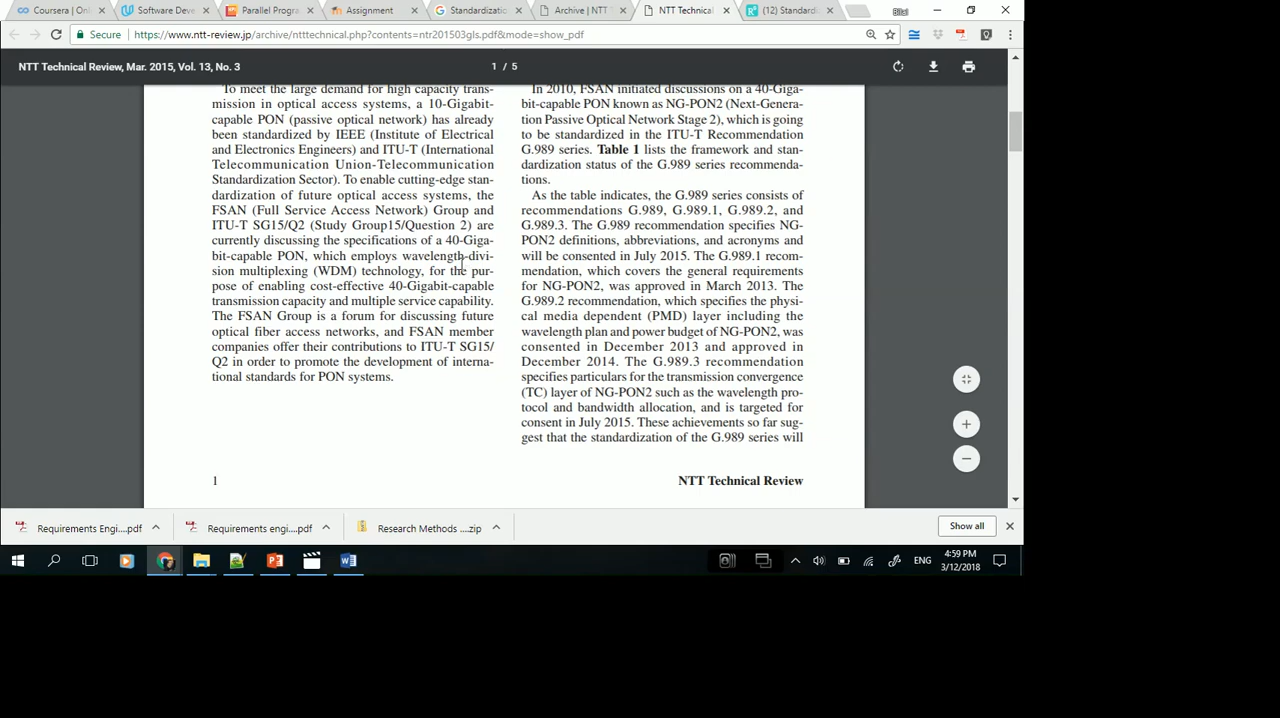 Coursera | Onl
Software Deve
Parallel Progra
Assignment
Standardizatio
Archive | NTT
NTT Technical
(12) Standard
Bilal
Secure
https://www.ntt-review.jp/archive/ntttechnical.php?contents=ntr201503gls.pdf&mode=show_pdf
NTT Technical Review, Mar. 2015, Vol. 13, No. 3
1 / 5
To meet the large demand for high capacity trans-
mission in optical access systems, a 10-Gigabit-
capable PON (passive optical network) has already
been standardized by IEEE (Institute of Electrical
and Electronics Engineers) and ITU-T (International
Telecommunication Union-Telecommunication
Standardization Sector). To enable cutting-edge stan-
dardization of future optical access systems, the
FSAN (Full Service Access Network) Group and
ITU-T SG15/Q2 (Study Group15/Question 2) are
currently discussing the specifications of a 40-Giga-
bit-capable PON, which employs wavelength-divi-
sion multiplexing (WDM) technology, for the pur-
pose of enabling cost-effective 40-Gigabit-capable
transmission capacity and multiple service capability.
The FSAN Group is a forum for discussing future
optical fiber access networks, and FSAN member
companies offer their contributions to ITU-T SG15/
Q2 in order to promote the development of interna-
tional standards for PON systems.
In 2010, FSAN initiated discussions on a 40-Giga-
bit-capable PON known as NG-PON2 (Next-Genera-
tion Passive Optical Network Stage 2), which is going
to be standardized in the ITU-T Recommendation
G.989 series. Table 1 lists the framework and stan-
dardization status of the G.989 series recommenda-
tions.
As the table indicates, the G.989 series consists of
recommendations G.989, G.989.1, G.989.2, and
G.989.3. The G.989 recommendation specifies NG-
PON2 definitions, abbreviations, and acronyms and
will be consented in July 2015. The G.989.1 recom-
mendation, which covers the general requirements
for NG-PON2, was approved in March 2013. The
G.989.2 recommendation, which specifies the physi-
cal media dependent (PMD) layer including the
wavelength plan and power budget of NG-PON2, was
consented in December 2013 and approved in
December 2014. The G.989.3 recommendation
specifies particulars for the transmission convergence
(TC) layer of NG-PON2 such as the wavelength pro-
tocol and bandwidth allocation, and is targeted for
consent in July 2015. These achievements so far sug-
gest that the standardization of the G.989 series will
1
NTT Technical Review
Requirements Engi....pdf
Requirements engi....pdf
Research Methods ....zip
Show all
ENG
4:59 PM
3/12/2018